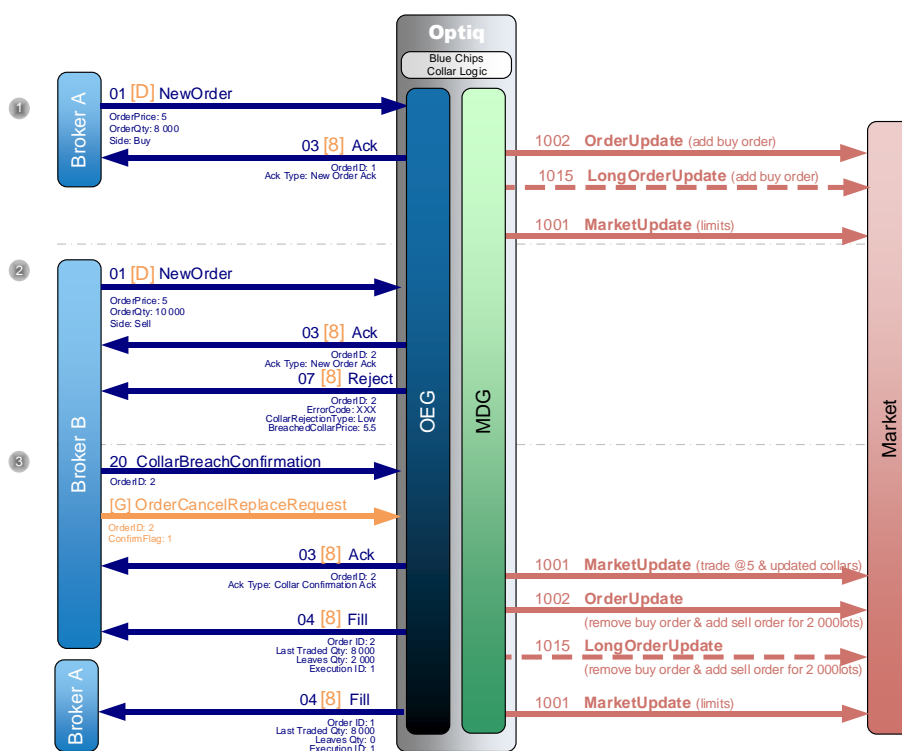 Optiq
Blue Chips
Collar Logic
OEG
MDG
Market
1
Broker A
01 [D] NewOrder
OrderPrice: 5
OrderQty: 8 000
Side: Buy
03 [8] Ack
OrderID: 1
Ack Type: New Order Ack
1002 OrderUpdate (add buy order)
1015 LongOrderUpdate (add buy order)
1001 MarketUpdate (limits)
2
Broker B
01 [D] NewOrder
OrderPrice: 5
OrderQty: 10 000
Side: Sell
03 [8] Ack
OrderID: 2
Ack Type: New Order Ack
07 [8] Reject
OrderID: 2
ErrorCode: XXX
CollarRejectionType: Low
BreachedCollarPrice: 5.5
3
20 CollarBreachConfirmation
OrderID: 2
[G] OrderCancelReplaceRequest
OrderID: 2
ConfirmFlag: 1
03 [8] Ack
OrderID: 2
Ack Type: Collar Confirmation Ack
1001 MarketUpdate (trade @5 & updated collars)
1002 OrderUpdate
(remove buy order & add sell order for 2 000lots)
04 [8] Fill
Order ID: 2
Last Traded Qty: 8 000
Leaves Qty: 2 000
Execution ID: 1
1015 LongOrderUpdate
(remove buy order & add sell order for 2 000lots)
Broker A
04 [8] Fill
Order ID: 1
Last Traded Qty: 8 000
Leaves Qty: 0
Execution ID: 1
1001 MarketUpdate (limits)